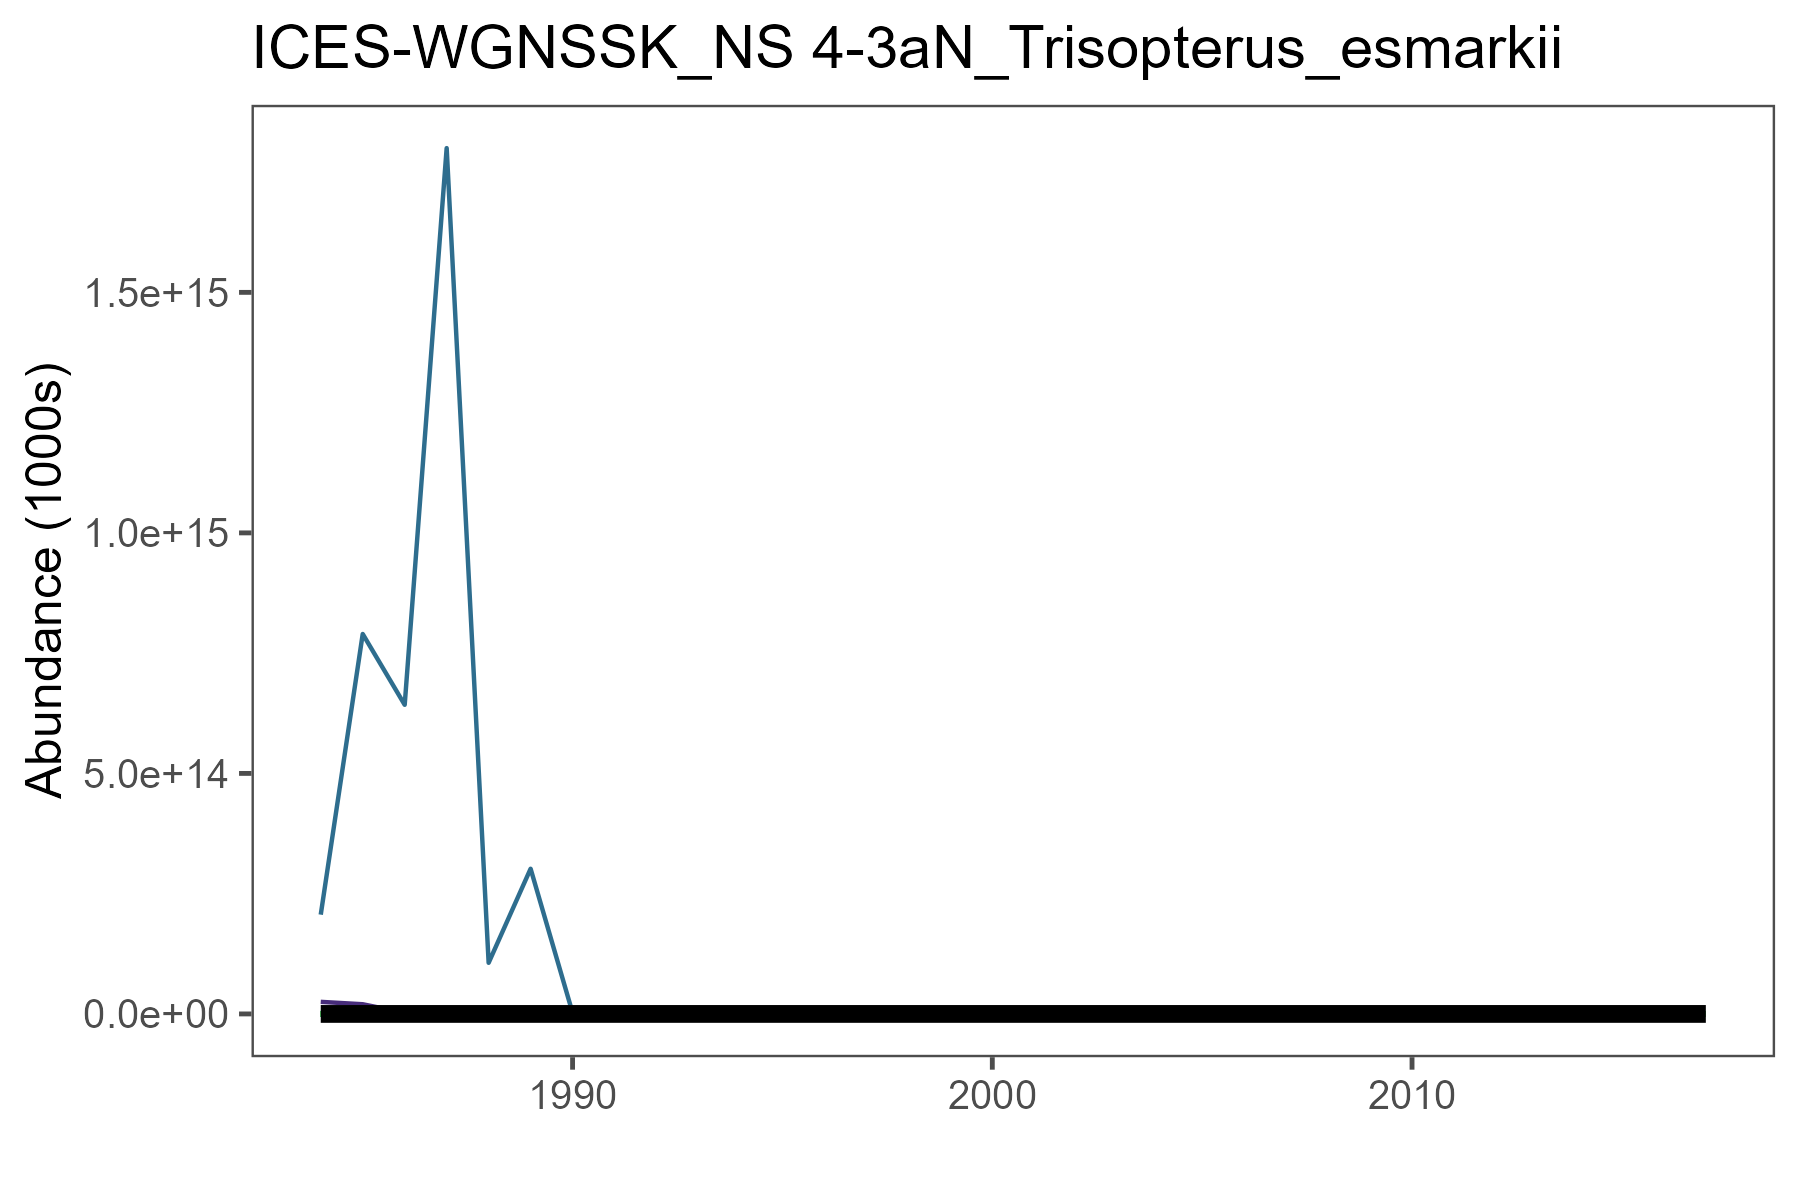 ICES-WGNSSK_NS 4-3aN_Trisopterus_esmarkii
Abundance (1000s)
1.5e+15
1.0e+15
5.0e+14
0.0e+00
1990
2000
2010